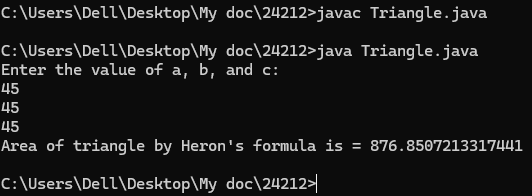 C:\Users\Dell\Desktop\My doc\24212>javac Triangle.java
C:\Users\Dell\Desktop\My doc\24212>java Triangle.java
Enter the value of a, b, and c:
45
45
45
Area of triangle by Heron's formula is = 876.8507213317441
C:\Users\Dell\Desktop\My doc\24212>